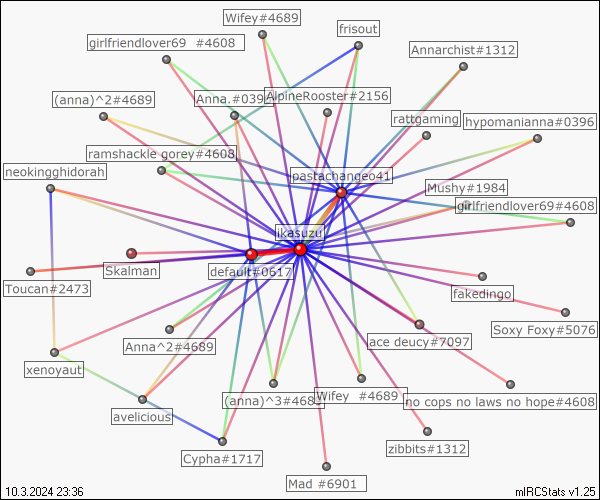 Wifey#4689
frisout
girlfriendlover69 #4608
Annarchist#1312
(anna)^2#4689
Anna.#039
AlpineRooster#2156
rattgaming
hypomanianna#0396
ramshackle gorey#4608
neokingghidorah
pastachangeo41
Mushy#1984
girlfriendlover69#4608
ikasuzu
Skalman
default#0617
Toucan#2473
fakedingo
Soxy Foxy#5076
Anna^2#4689
ace deucy#7097
xenoyaut
(anna)^3#468
Wifey #4689
no cops no laws no hope#4608
avelicious
zibbits#1312
Cypha#1717
Mad #6901
10.3.2024 23:36
mIRCStats v1.25